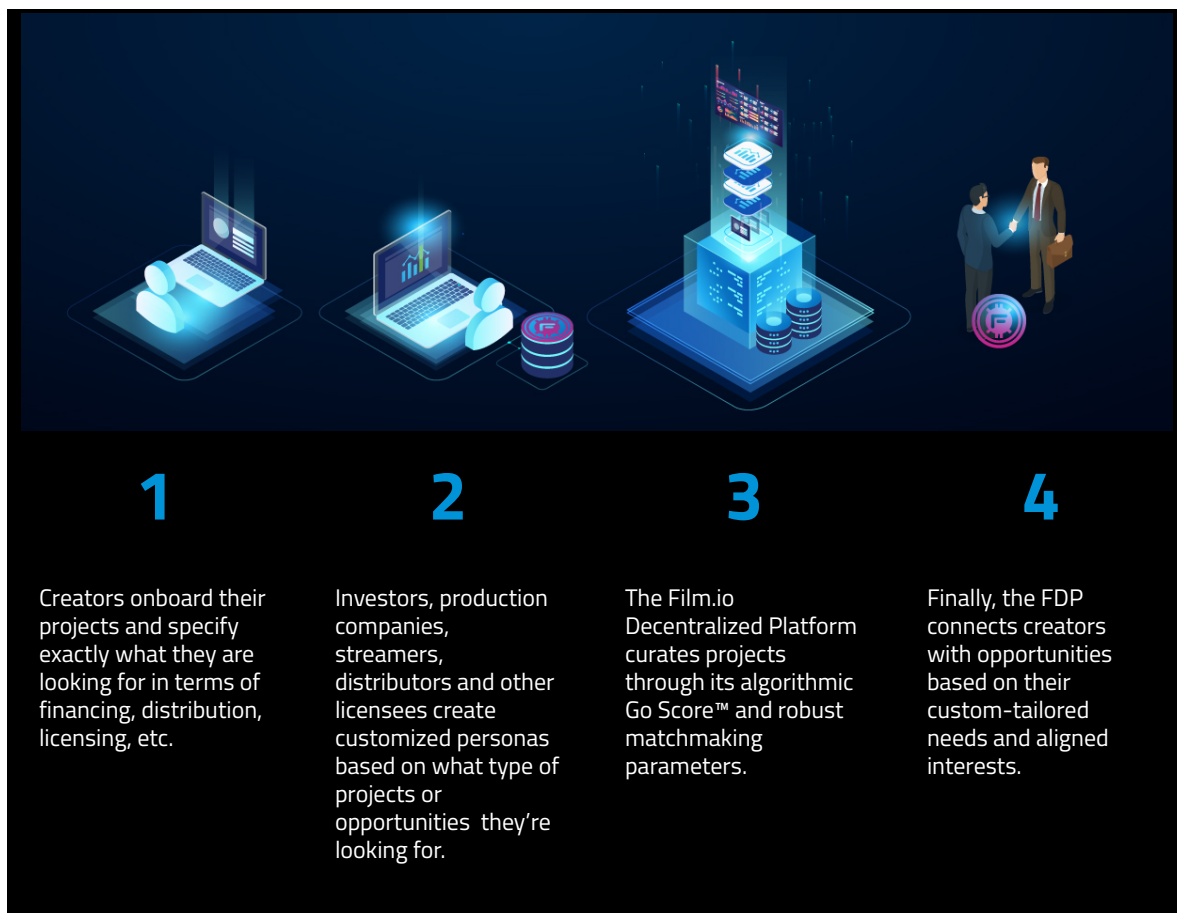 1
Creators onboard their
projects and specify
exactly what they are
looking for in terms of
financing, distribution,
licensing, etc.
2
Investors, production
companies,
streamers,
distributors and other
licensees create
customized personas
based on what type of
projects or
opportunities  they’re
looking for.
3
The Film.io
Decentralized Platform
curates projects
through its algorithmic
Go Score™ and robust
matchmaking
parameters.
4
Finally, the FDP
connects creators
with opportunities
based on their
custom-tailored
needs and aligned
interests.